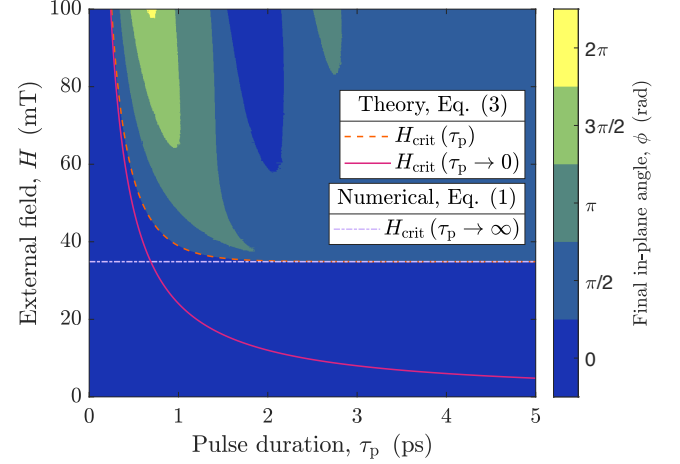 100
80
60
40
20
0
External field, H (mT)
0 1 2 3 4 5
Pulse duration, τp (ps)
Theory, Eq. (3)
Hcrit (τp)
Hcrit (τp → 0)
Numerical, Eq. (1)
Hcrit (τp → ∞)
2π
3π/2
π
π/2
0
Final in-plane angle, ϕ (rad)